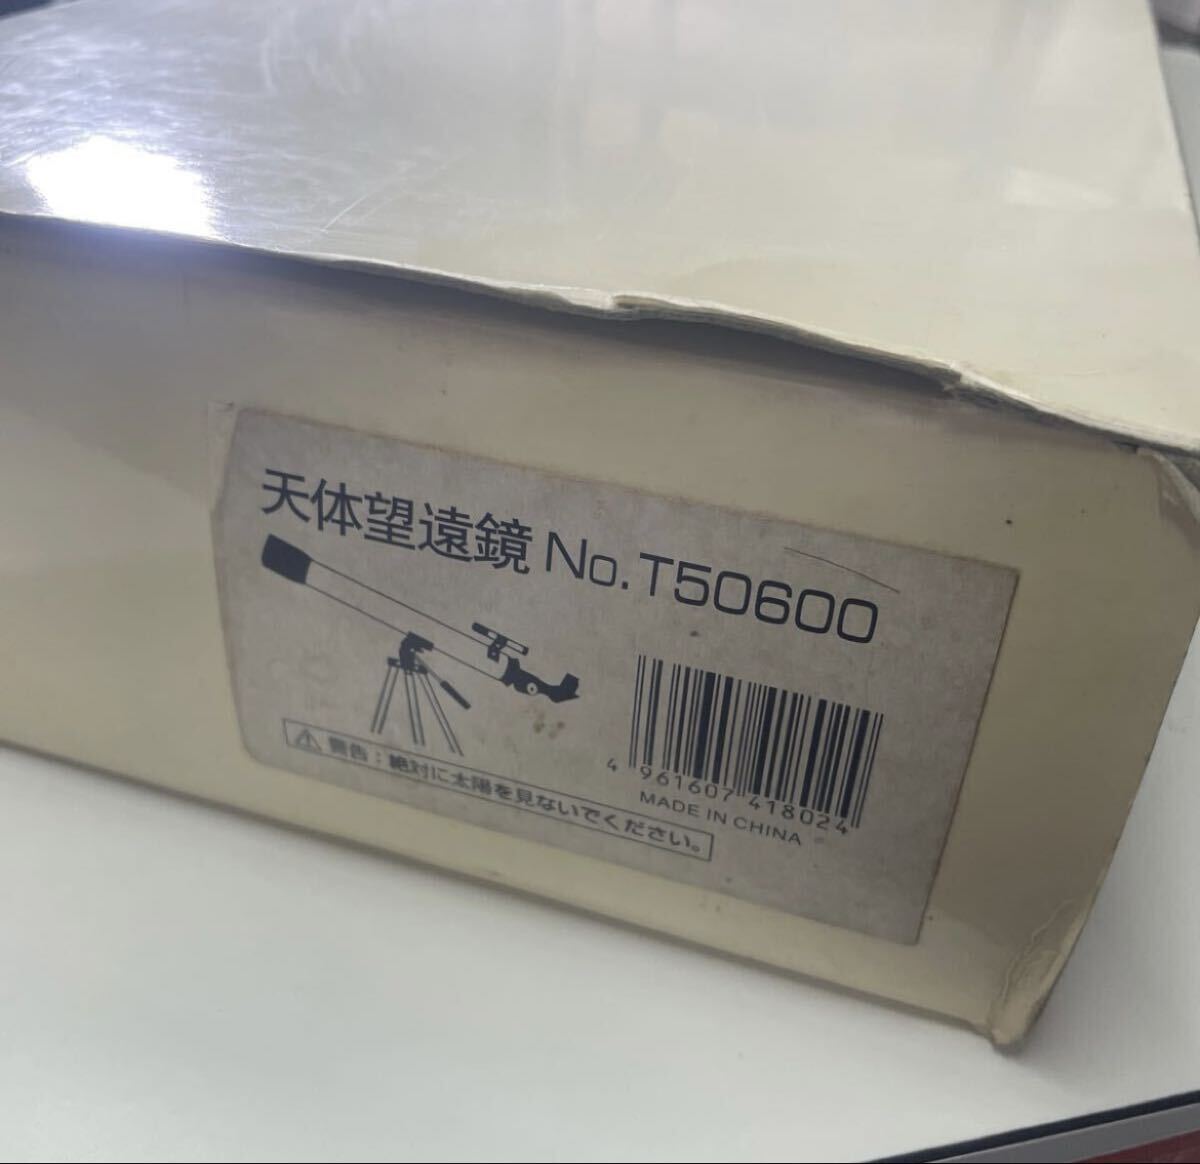 天体望遠鏡 No.T50600
4 961607 418024
MADE IN CHINA
警告：絶対に太陽を見ないでください。